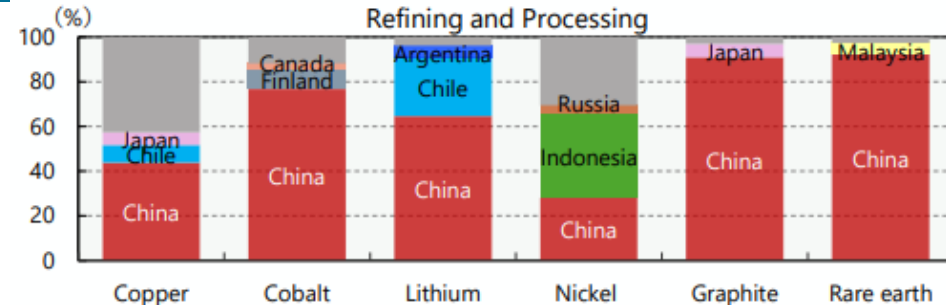 (%)
Refining and Processing
100
80
60
40
20
0
Japan
Chile
China
Canada
Finland
China
Argentina
Chile
China
Russia
Indonesia
China
Japan
China
Malaysia
China
Copper
Cobalt
Lithium
Nickel
Graphite
Rare earth